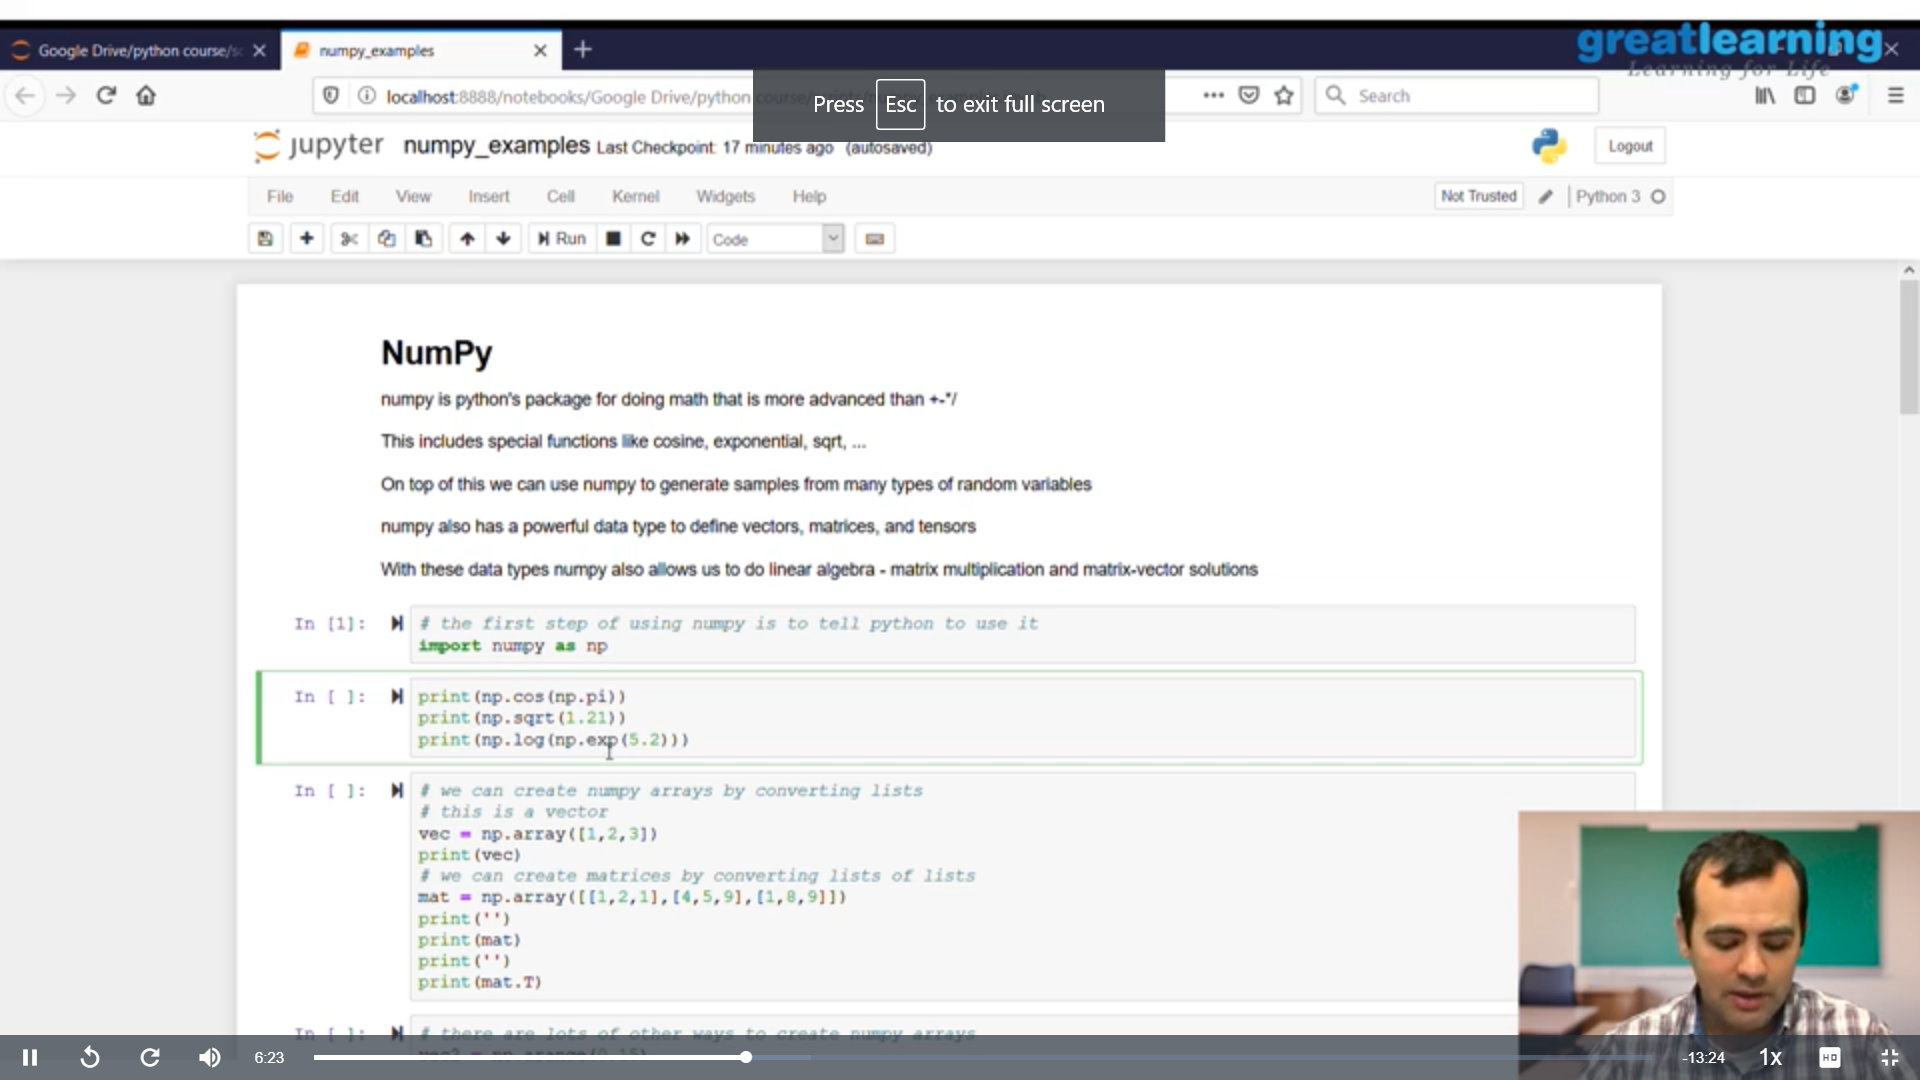 greatlearning
Learning for Life
Google Drive/python course/sc
numpy_examples
Press Esc to exit full screen
localhost:8888/notebooks/Google Drive/python
Search
jupyter numpy_examples Last Checkpoint: 17 minutes ago (autosaved)
Logout
File Edit View Insert Cell Kernel Widgets Help
Not Trusted
Python 3
Run
Code
NumPy
numpy is python's package for doing math that is more advanced than +-*/
This includes special functions like cosine, exponential, sqrt, ...
On top of this we can use numpy to generate samples from many types of random variables
numpy also has a powerful data type to define vectors, matrices, and tensors
With these data types numpy also allows us to do linear algebra - matrix multiplication and matrix-vector solutions
In [1]:
# the first step of using numpy is to tell python to use it
import numpy as np
In [ ]:
print(np.cos(np.pi))
print(np.sqrt(1.21))
print(np.log(np.exp(5.2)))
In [ ]:
# we can create numpy arrays by converting lists
# this is a vector
vec = np.array([1,2,3])
print(vec)
# we can create matrices by converting lists of lists
mat = np.array([[1,2,1],[4,5,9],[1,8,9]])
print('')
print(mat)
print('')
print(mat.T)
In [ ]:
# there are lots of other ways to create numpy arrays
vec2 = np.arange(0,15)
6:23
-13:24
1x
HD